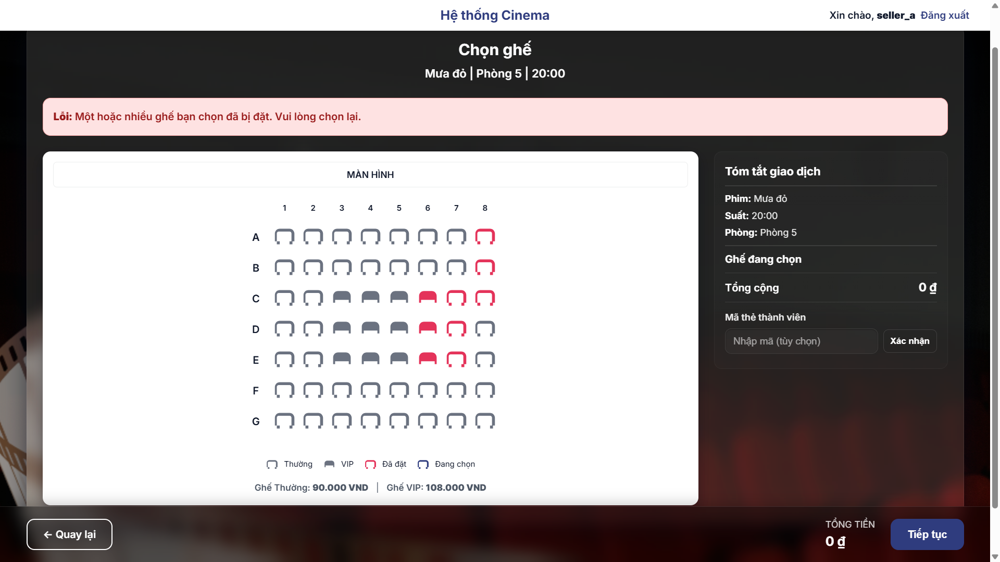 Hệ thống Cinema
Xin chào, seller_a Đăng xuất
Chọn ghế
Mưa đỏ | Phòng 5 | 20:00
Lỗi: Một hoặc nhiều ghế bạn chọn đã bị đặt. Vui lòng chọn lại.
MÀN HÌNH
1 2 3 4 5 6 7 8
A
B
C
D
E
F
G
Thường VIP Đã đặt Đang chọn
Ghế Thường: 90.000 VND | Ghế VIP: 108.000 VND
Tóm tắt giao dịch
Phim: Mưa đỏ
Suất: 20:00
Phòng: Phòng 5
Ghế đang chọn
Tổng cộng 0 ₫
Mã thẻ thành viên
Nhập mã (tùy chọn) Xác nhận
← Quay lại
TỔNG TIỀN
0 ₫
Tiếp tục